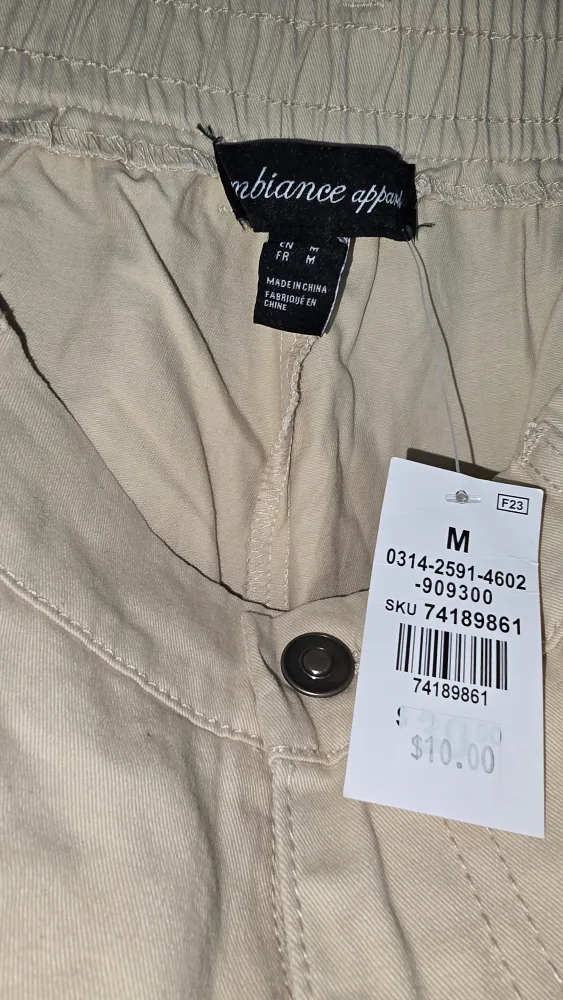 mbiance appar
EN M
FR M
MADE IN CHINA
FABRIQUÉ EN
CHINE
F23
M
0314-2591-4602
-909300
SKU 74189861
74189861
$10.00